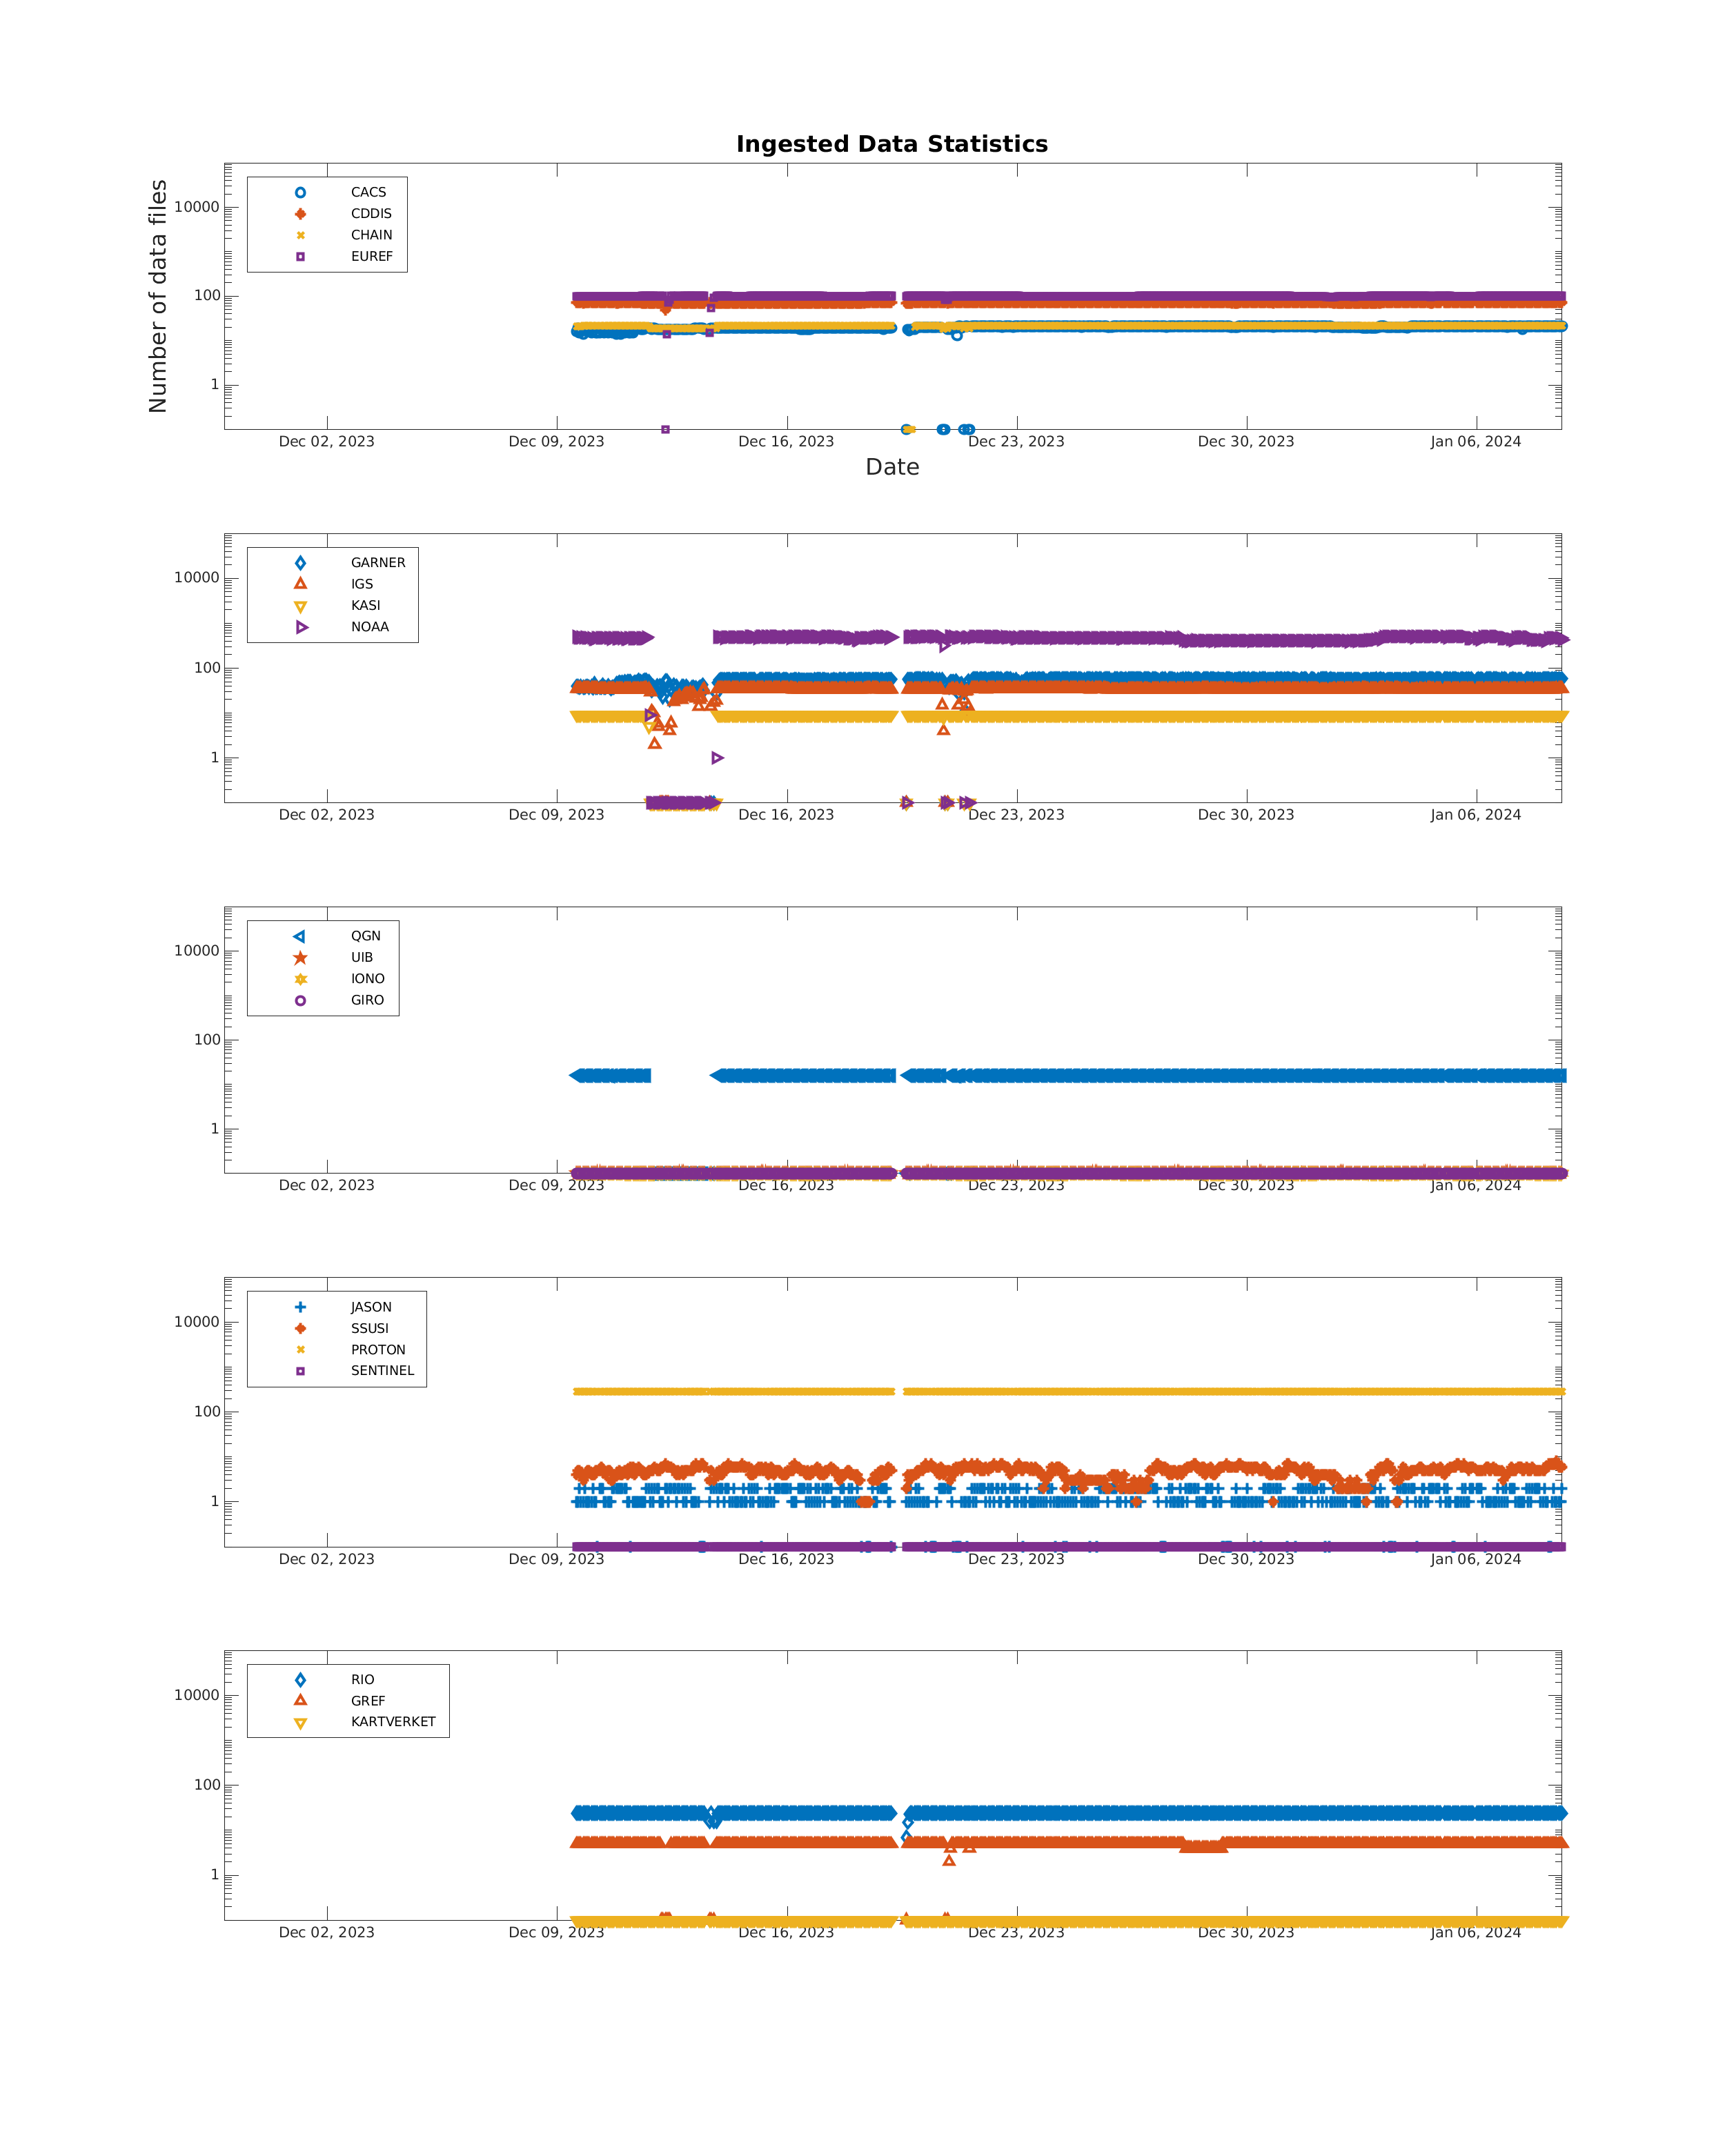 Ingested Data Statistics
Number of data files
10000
100
1
CACS
CDDIS
CHAIN
EUREF
Dec 02, 2023 Dec 09, 2023 Dec 16, 2023 Dec 23, 2023 Dec 30, 2023 Jan 06, 2024
Date
10000
100
1
GARNER
IGS
KASI
NOAA
Dec 02, 2023 Dec 09, 2023 Dec 16, 2023 Dec 23, 2023 Dec 30, 2023 Jan 06, 2024
10000
100
1
QGN
UIB
IONO
GIRO
Dec 02, 2023 Dec 09, 2023 Dec 16, 2023 Dec 23, 2023 Dec 30, 2023 Jan 06, 2024
10000
100
1
JASON
SSUSI
PROTON
SENTINEL
Dec 02, 2023 Dec 09, 2023 Dec 16, 2023 Dec 23, 2023 Dec 30, 2023 Jan 06, 2024
10000
100
1
RIO
GREF
KARTVERKET
Dec 02, 2023 Dec 09, 2023 Dec 16, 2023 Dec 23, 2023 Dec 30, 2023 Jan 06, 2024